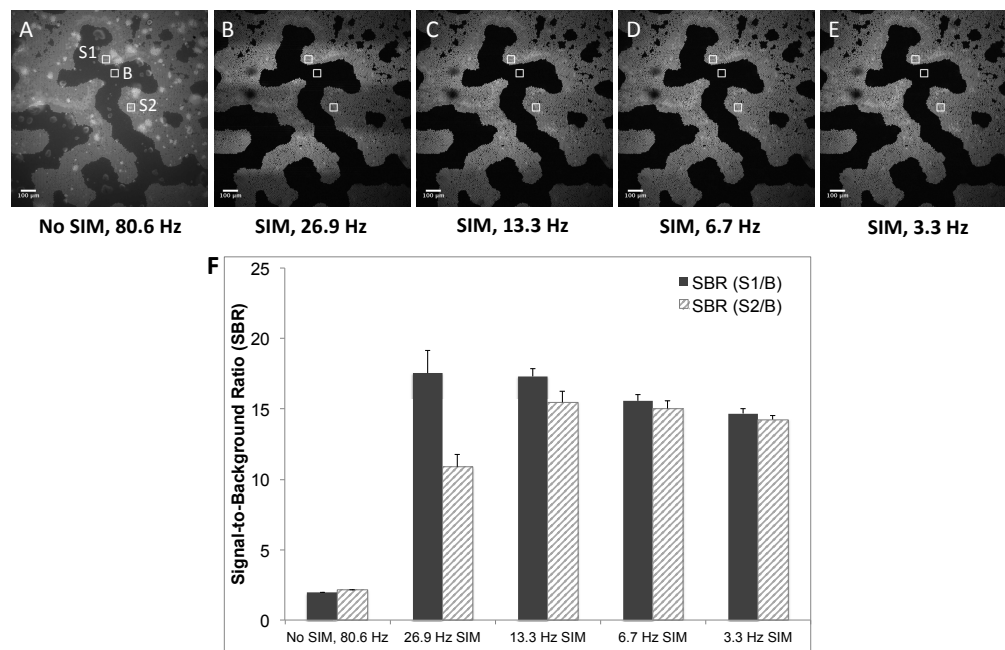 A
S1
B
S2
100 µm
B
100 µm
C
100 µm
D
100 µm
E
100 µm
No SIM, 80.6 Hz
SIM, 26.9 Hz
SIM, 13.3 Hz
SIM, 6.7 Hz
SIM, 3.3 Hz
F
Signal-to-Background Ratio (SBR)
25
20
15
10
5
0
SBR (S1/B)
SBR (S2/B)
No SIM, 80.6 Hz
26.9 Hz SIM
13.3 Hz SIM
6.7 Hz SIM
3.3 Hz SIM